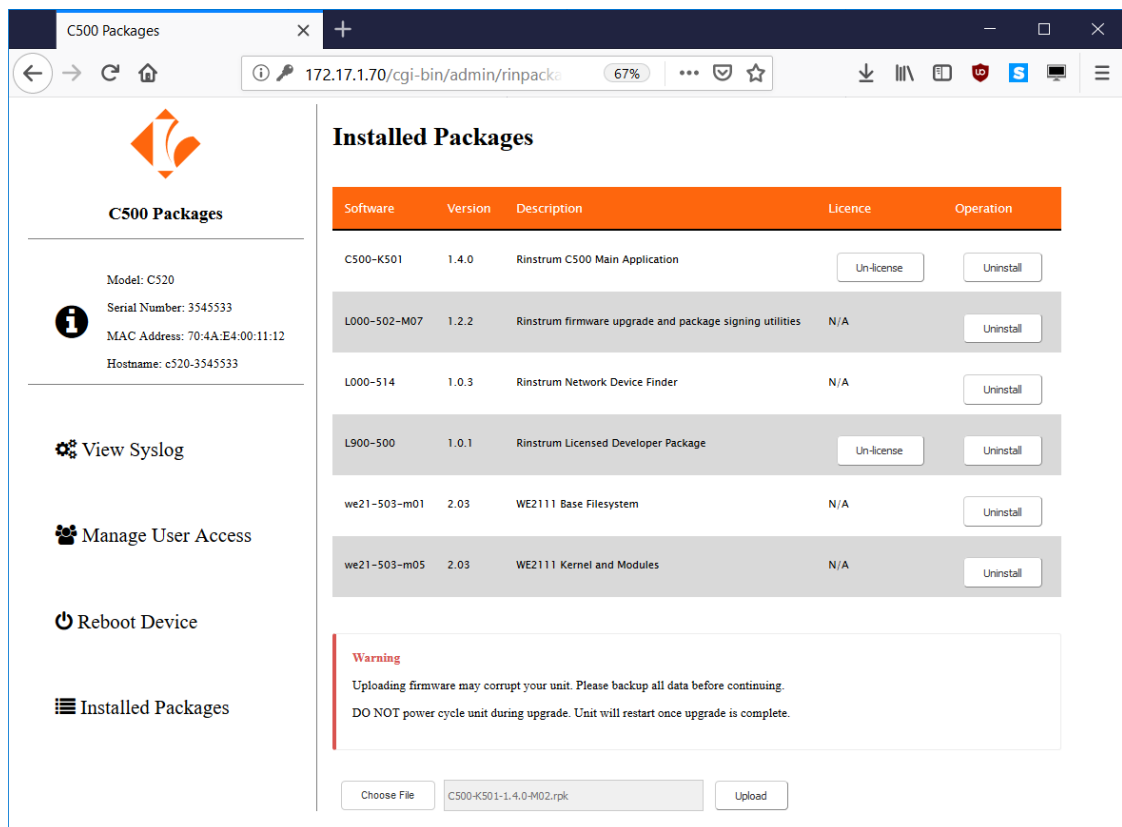 C500 Packages
172.17.1.70/cgi-bin/admin/rinpacka
67%
C500 Packages
Model: C520
Serial Number: 3545533
MAC Address: 70:4A:E4:00:11:12
Hostname: c520-3545533
View Syslog
Manage User Access
Reboot Device
Installed Packages
Installed Packages
Software Version Description Licence Operation
C500-K501 1.4.0 Rinstrum C500 Main Application Un-license Uninstall
L000-502-M07 1.2.2 Rinstrum firmware upgrade and package signing utilities N/A Uninstall
L000-514 1.0.3 Rinstrum Network Device Finder N/A Uninstall
L900-500 1.0.1 Rinstrum Licensed Developer Package Un-license Uninstall
we21-503-m01 2.03 WE2111 Base Filesystem N/A Uninstall
we21-503-m05 2.03 WE2111 Kernel and Modules N/A Uninstall
Warning
Uploading firmware may corrupt your unit. Please backup all data before continuing.
DO NOT power cycle unit during upgrade. Unit will restart once upgrade is complete.
Choose File C500-K501-1.4.0-M02.rpk Upload